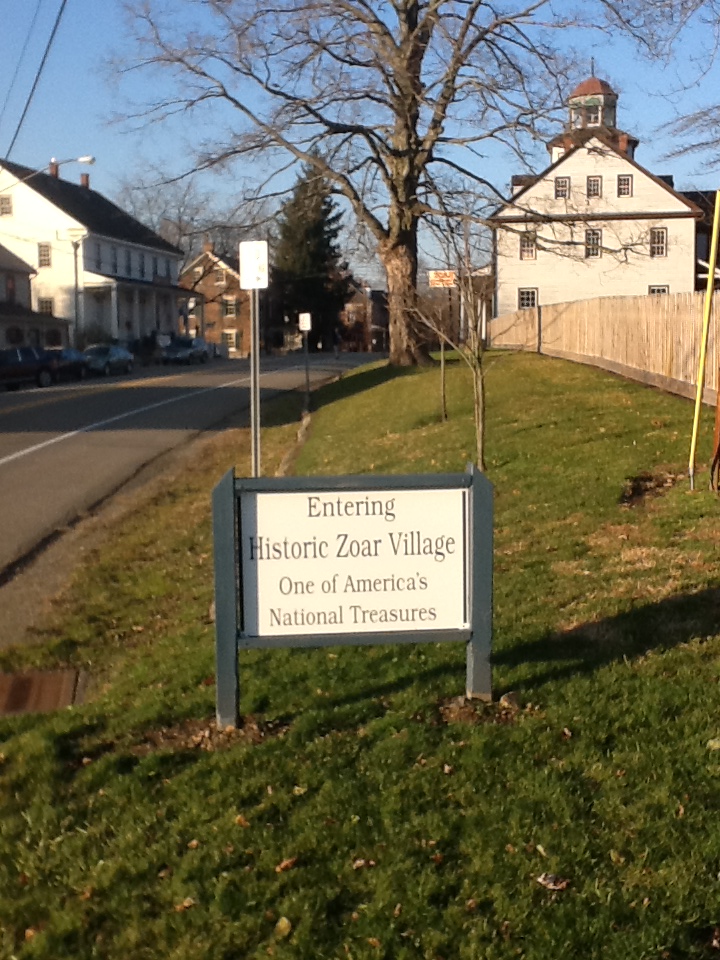 Entering
Historic Zoar Village
One of America's
National Treasures